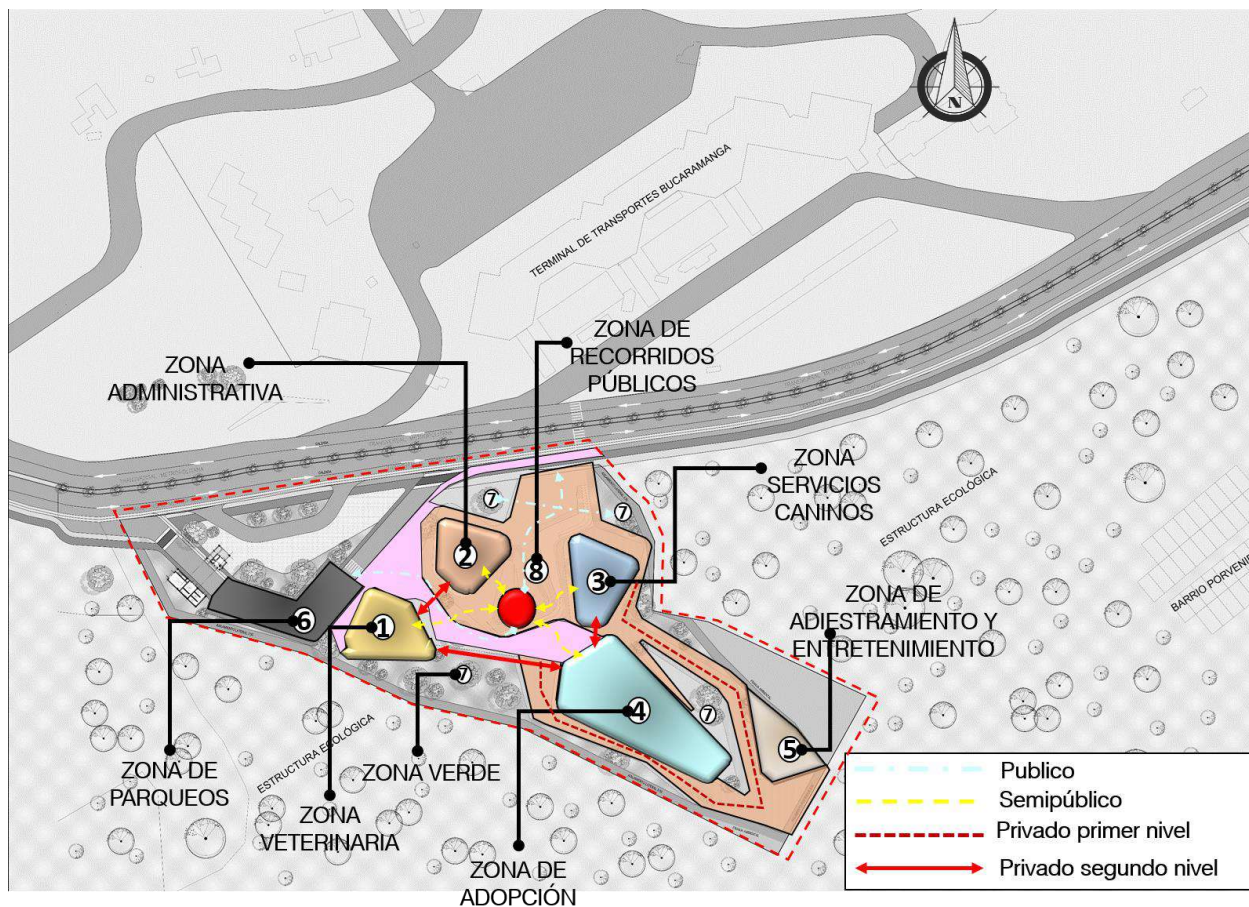 N
TERMINAL DE TRANSPORTES BUCARAMANGA
ZONA
ADMINISTRATIVA
ZONA DE
RECORRIDOS
PÚBLICOS
ZONA
SERVICIOS
CANINOS
ESTRUCTURA ECOLÓGICA
BARRIO PORVENIR
ZONA DE
ADIESTRAMIENTO Y
ENTRETENIMIENTO
7
7
2
8
3
6
1
7
4
7
5
ESTRUCTURA ECOLÓGICA
ZONA DE
PARQUEOS
ZONA VERDE
ZONA
VETERINARIA
ZONA DE
ADOPCIÓN
Publico
Semipúblico
Privado primer nivel
Privado segundo nivel